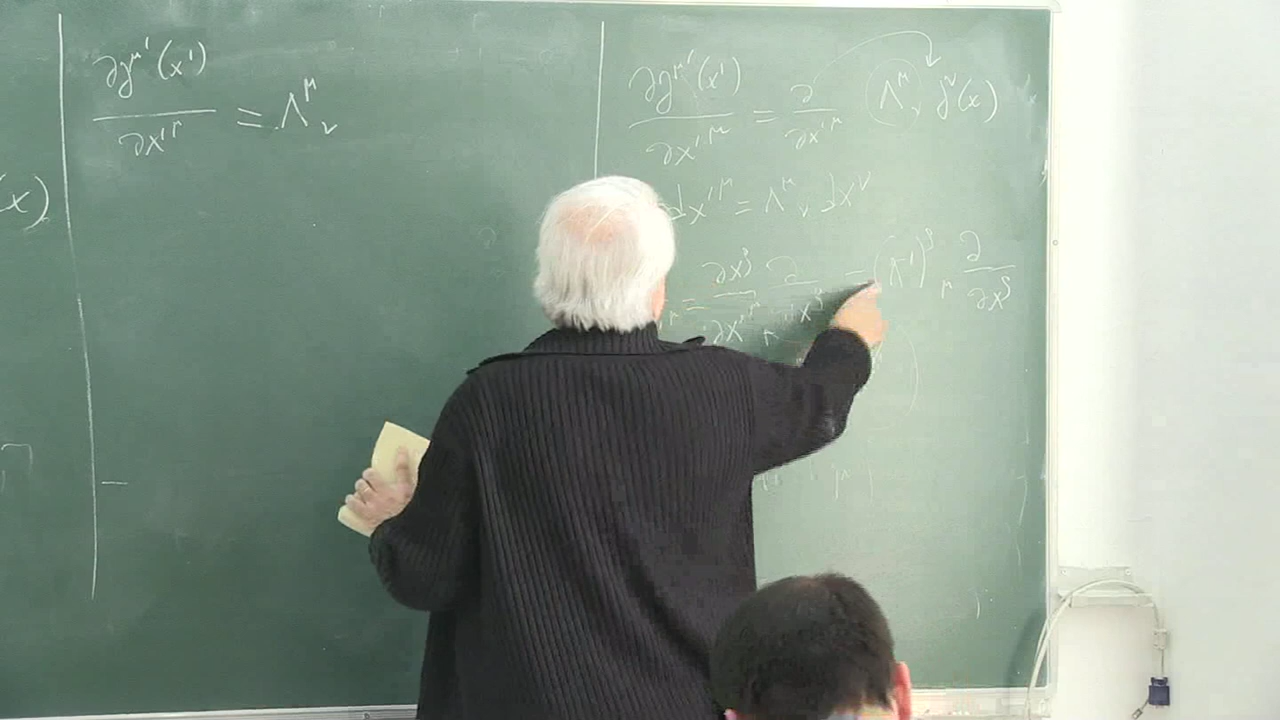 x)
∂j^μ'(x')
─────── = Λ^μ_ν
∂x'^μ
∂j^μ'(x')/∂x'^μ = ∂/∂x'^μ Λ^μ_ν j^ν(x)
dx'^μ = Λ^μ_ν dx^ν
= ∂x^ρ/∂x'^μ ∂/∂x^ρ = (Λ^-1)^ρ_μ ∂/∂x^ρ